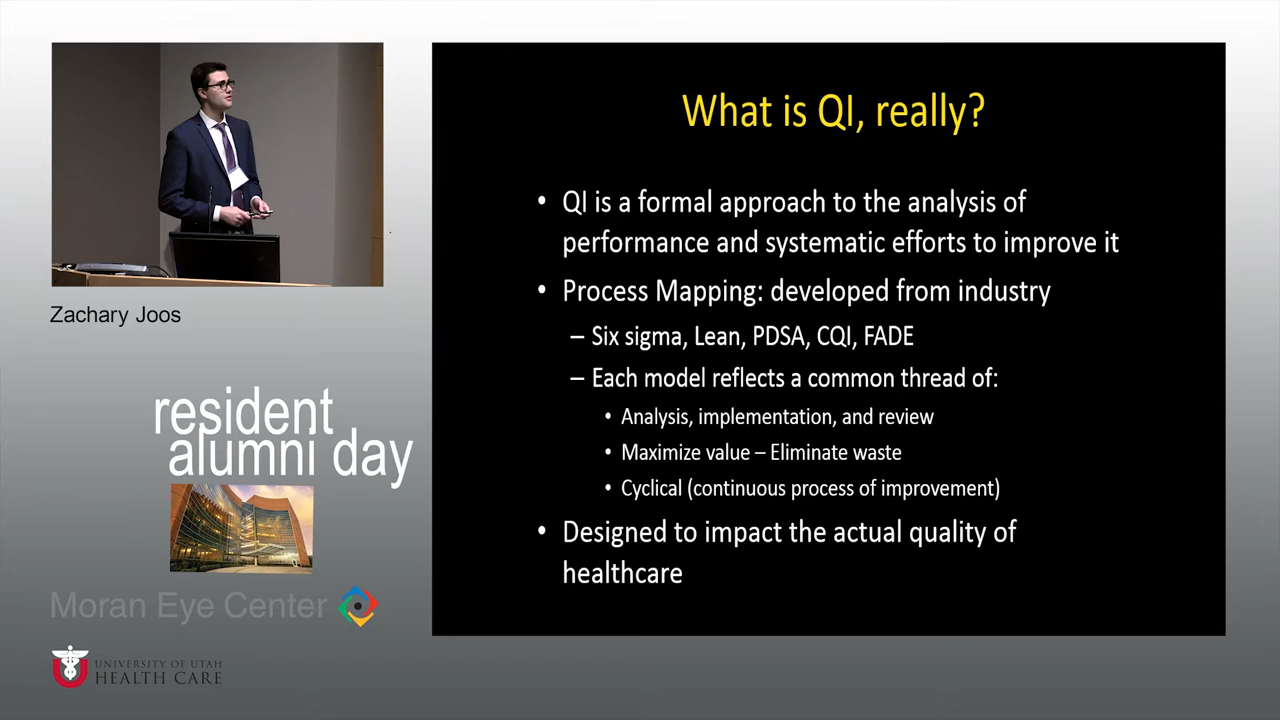 What is QI, really?
• QI is a formal approach to the analysis of
performance and systematic efforts to improve it
• Process Mapping: developed from industry
– Six sigma, Lean, PDSA, CQI, FADE
– Each model reflects a common thread of:
• Analysis, implementation, and review
• Maximize value – Eliminate waste
• Cyclical (continuous process of improvement)
• Designed to impact the actual quality of
healthcare
Zachary Joos
resident
alumni day
Moran Eye Center
U
UNIVERSITY OF UTAH
HEALTH CARE